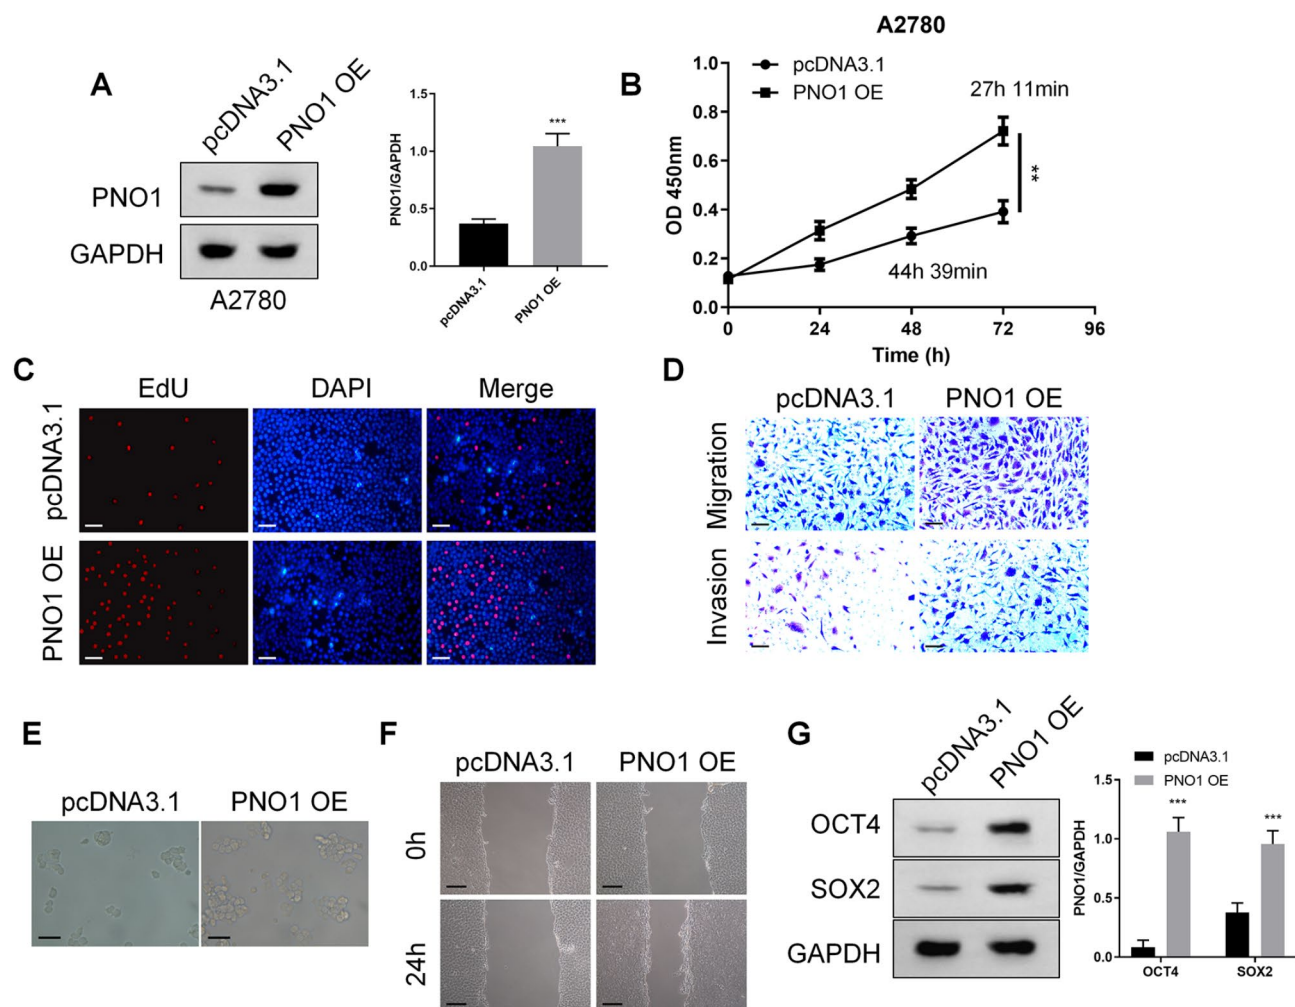 A
pcDNA3.1
PNO1 OE
PNO1
GAPDH
A2780
PNO1/GAPDH
1.5
1.0
0.5
0.0
***
pcDNA3.1
PNO1 OE
B
A2780
pcDNA3.1
PNO1 OE
OD 450nm
1.0
0.8
0.6
0.4
0.2
0.0
27h 11min
**
44h 39min
0
24
48
72
96
Time (h)
C
EdU
DAPI
Merge
pcDNA3.1
PNO1 OE
D
pcDNA3.1
PNO1 OE
Migration
Invasion
E
pcDNA3.1
PNO1 OE
F
pcDNA3.1
PNO1 OE
0h
24h
G
pcDNA3.1
PNO1 OE
OCT4
SOX2
GAPDH
pcDNA3.1
PNO1 OE
PNO1/GAPDH
1.5
1.0
0.5
0.0
***
***
OCT4
SOX2